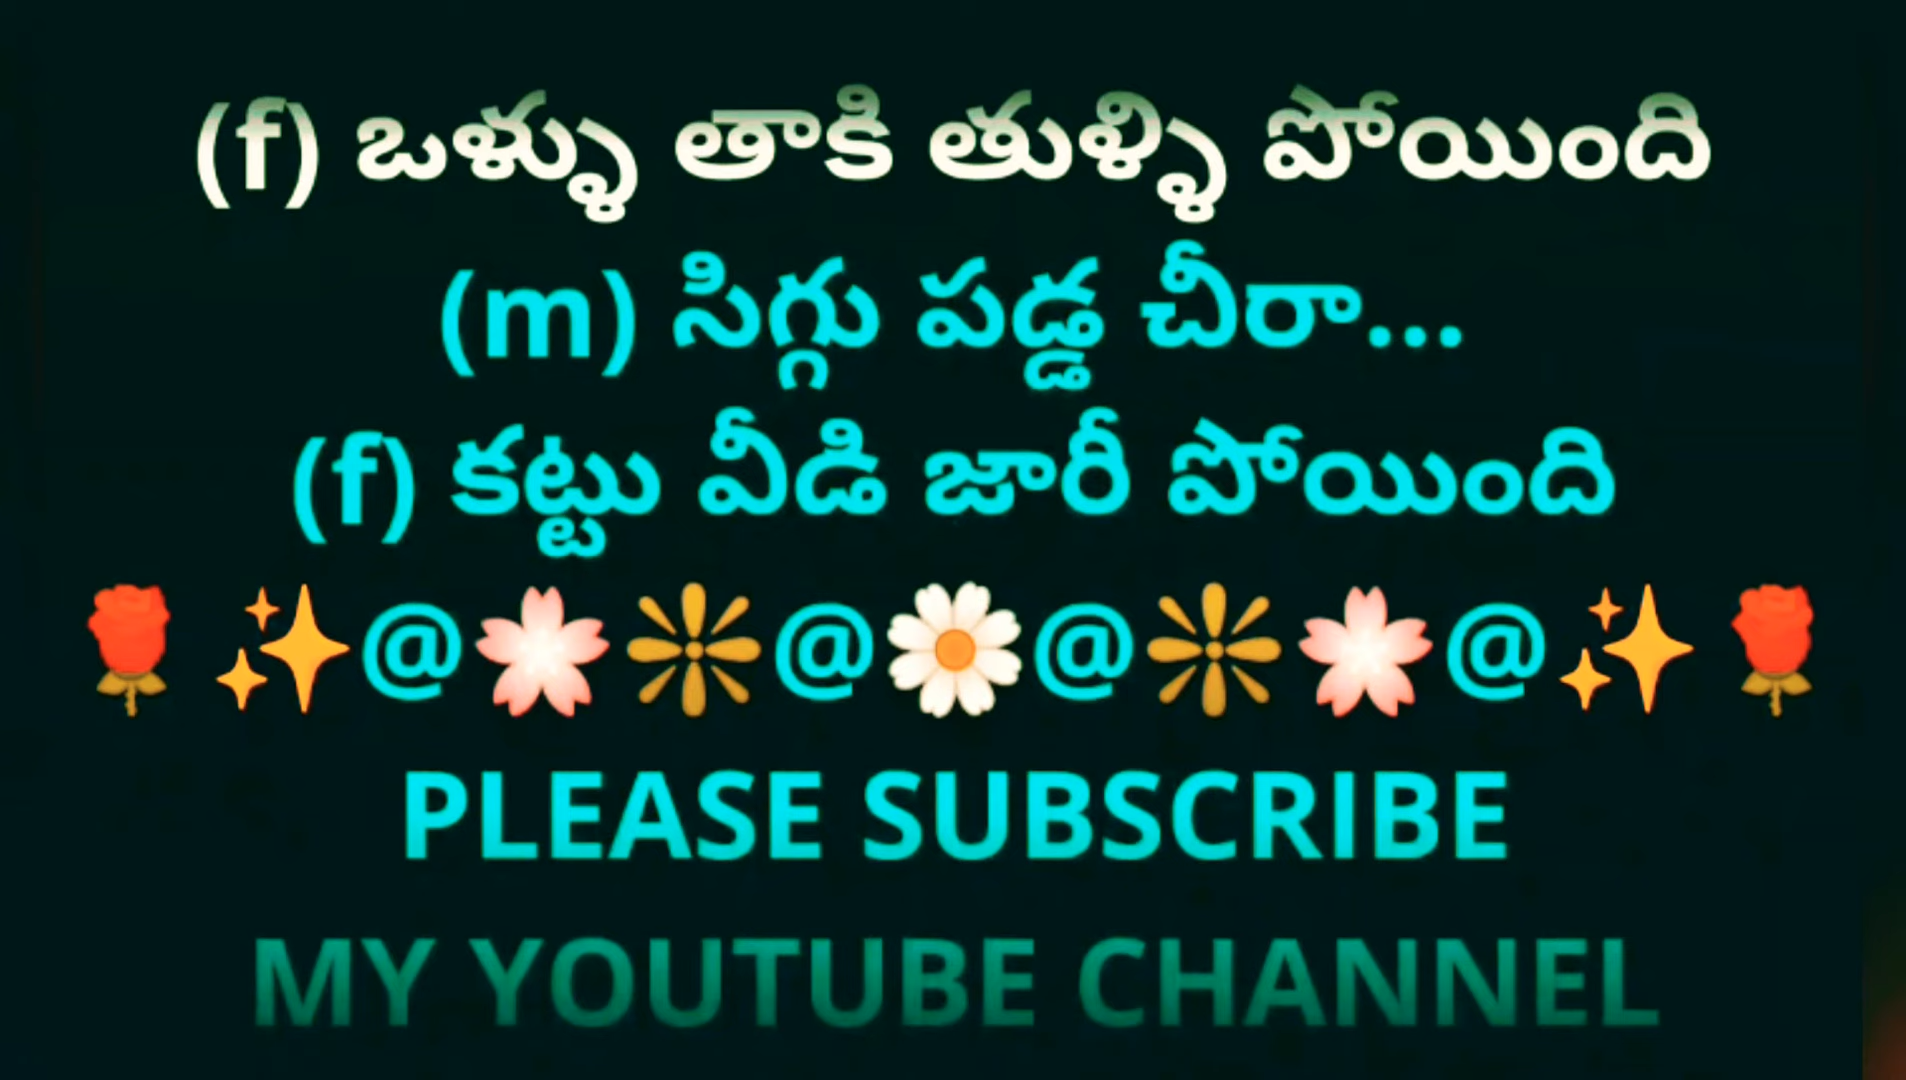 (f) ఒళ్ళు తాకి తుళ్ళి పోయింది
(m) సిగ్గు పడ్డ చీరా...
(f) కట్టు వీడి జారీ పోయింది
🌹✨@🌸❇@🌼@❇🌸@✨🌹
PLEASE SUBSCRIBE
MY YOUTUBE CHANNEL